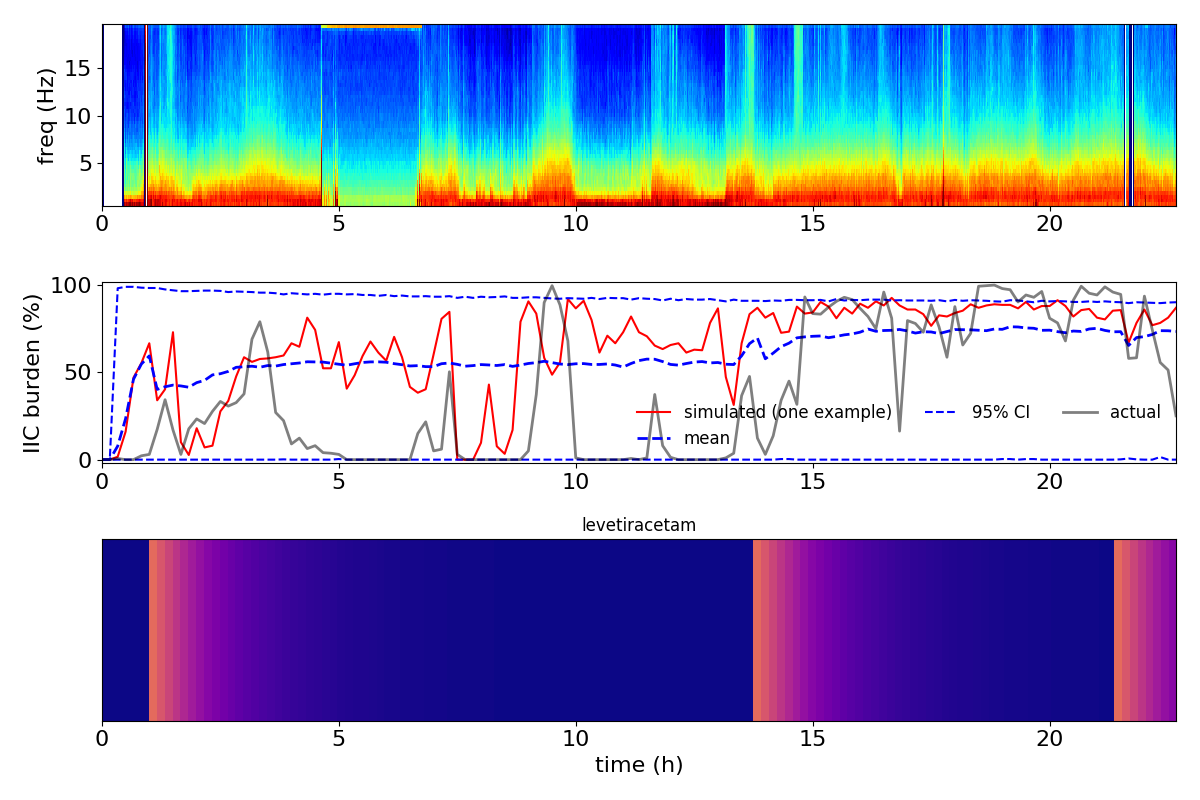 freq (Hz)
15
10
5
0 5 10 15 20
IIC burden (%)
100
50
0
simulated (one example) 95% CI actual
mean
0 5 10 15 20
levetiracetam
0 5 10 15 20
time (h)